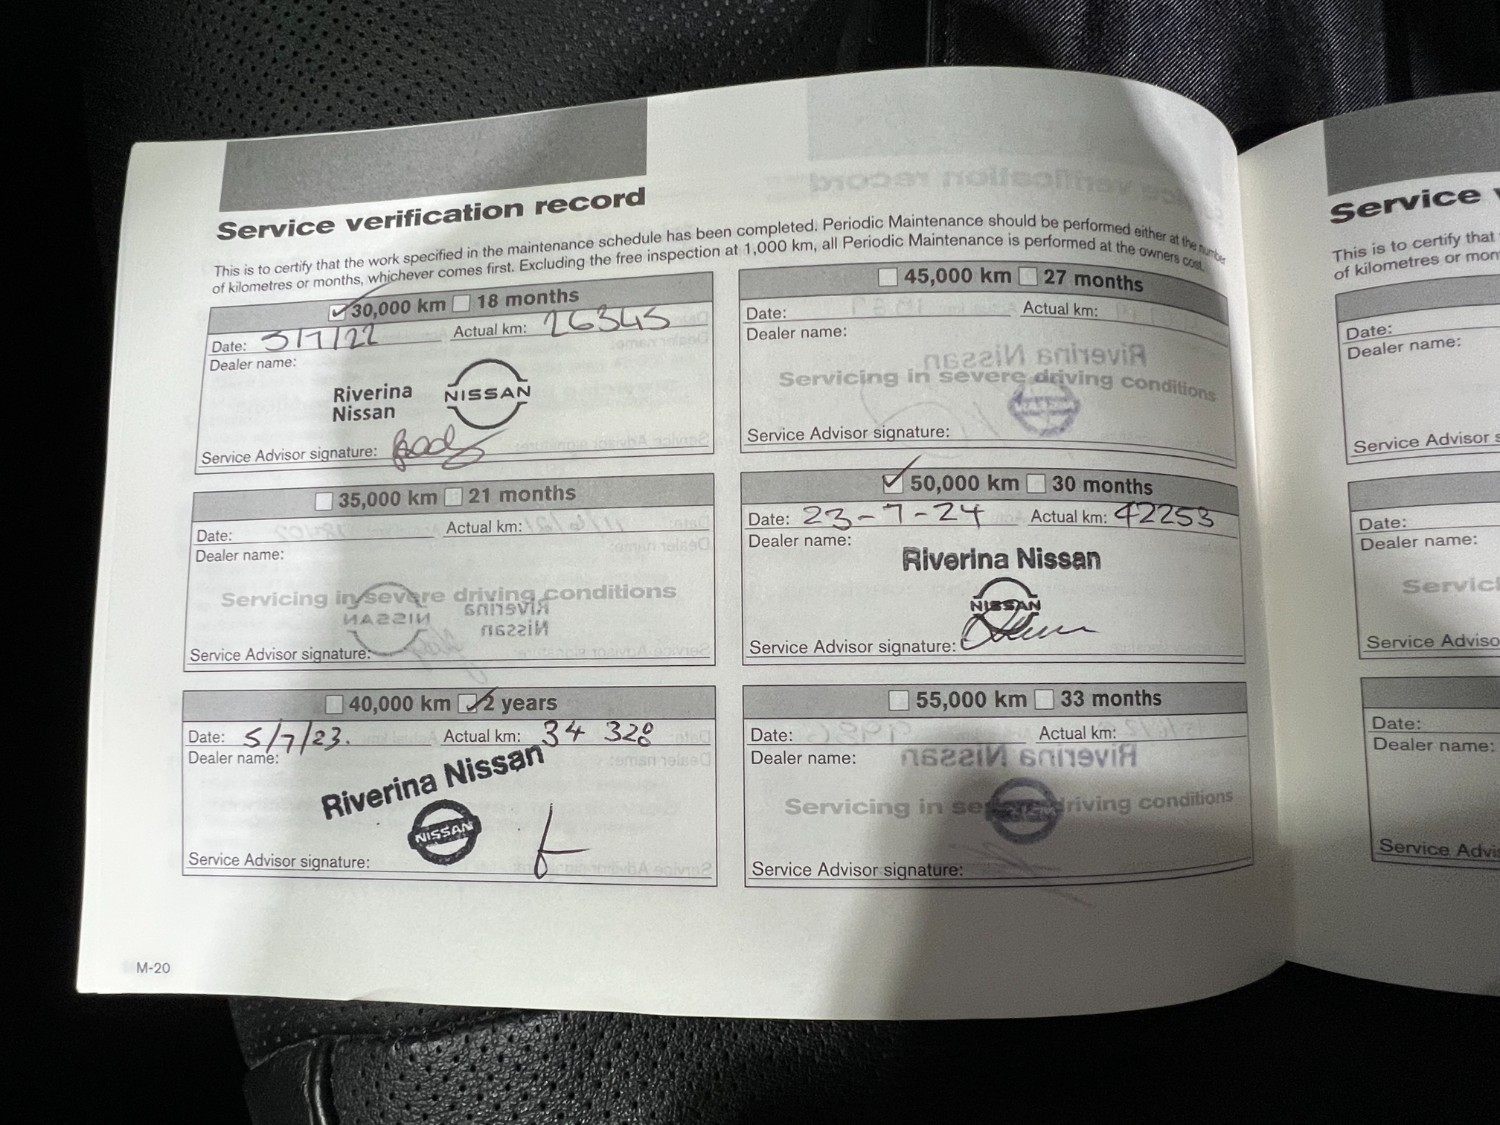 Service verification record
This is to certify that the work specified in the maintenance schedule has been completed. Periodic Maintenance should be performed either at the number
of kilometres or months, whichever comes first. Excluding the free inspection at 1,000 km, all Periodic Maintenance is performed at the owners cost.
30,000 km 18 months
Date: 5/7/22 Actual km: 26345
Dealer name:
Riverina
Nissan
NISSAN
Service Advisor signature:
35,000 km 21 months
Date: Actual km:
Dealer name:
Servicing in severe driving conditions
Service Advisor signature:
40,000 km 2 years
Date: 5/7/23. Actual km: 34 328
Dealer name:
Riverina Nissan
NISSAN
Service Advisor signature:
45,000 km 27 months
Date: Actual km:
Dealer name:
Servicing in severe driving conditions
Service Advisor signature:
50,000 km 30 months
Date: 23-7-24 Actual km: 42253
Dealer name:
Riverina Nissan
NISSAN
Service Advisor signature:
55,000 km 33 months
Date: Actual km:
Dealer name:
Servicing in severe driving conditions
Service Advisor signature:
M-20
Service
This is to certify that
of kilometres or
Date:
Dealer name:
Service Advisor
Date:
Dealer name:
Service
Date:
Dealer name:
Service